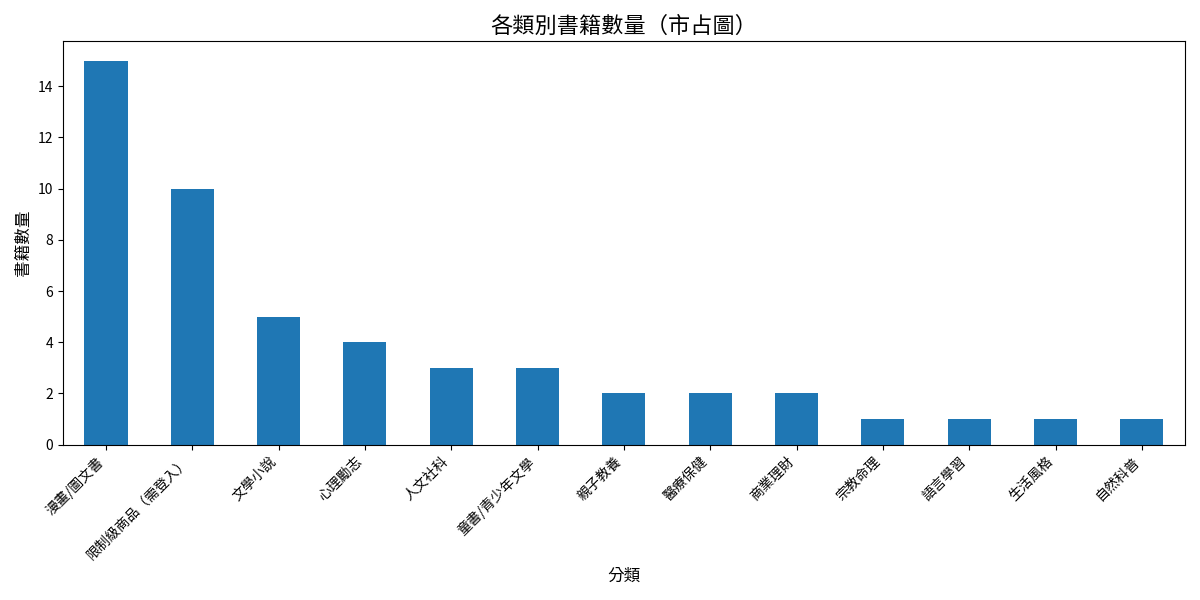 各類別書籍數量（市占圖）
書籍數量
14
12
10
8
6
4
2
0
漫畫/圖文書
限制級商品（需登入）
文學小說
心理勵志
人文社科
童書/青少年文學
親子教養
醫療保健
商業理財
宗教命理
語言學習
生活風格
自然科普
分類